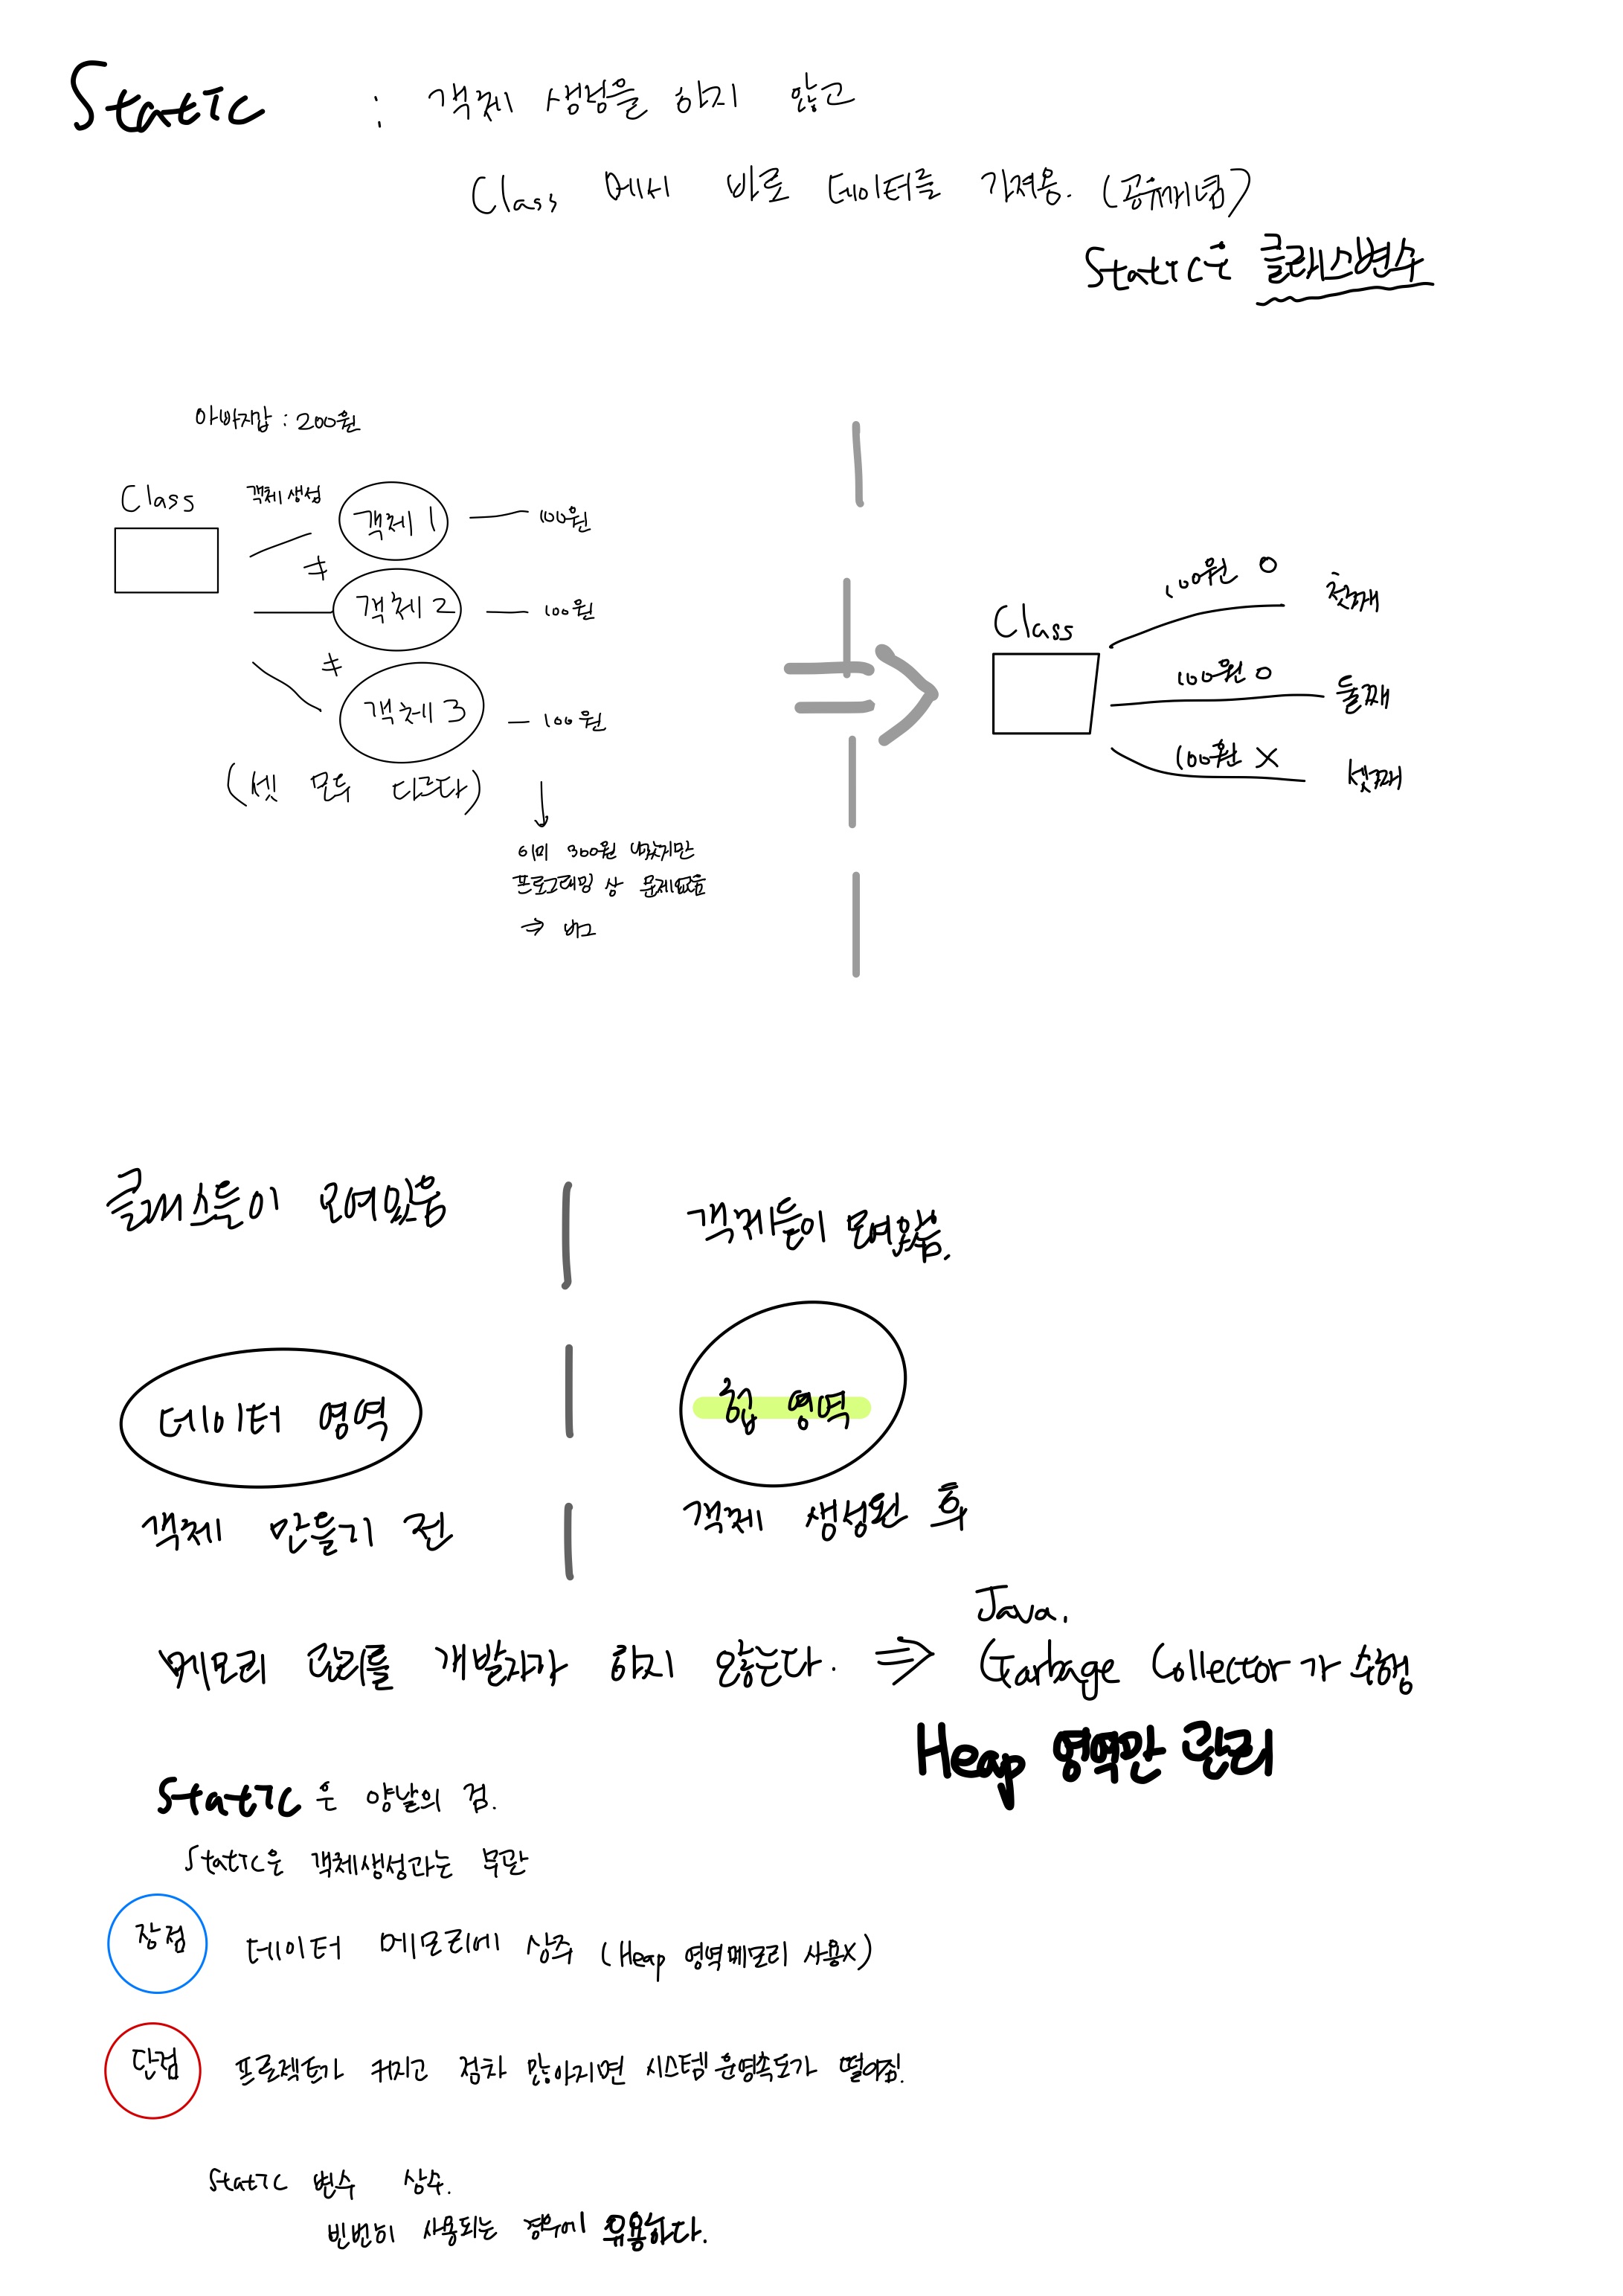 Static : 객체 생성을 하지 않고
Class 에서 바로 데이터를 가져옴. (공유개념)
Static은 클래스변수
아바지갑 : 200원
Class
객체 생성
객체 1 — 100원
≠
객체 2 — 100원
≠
객체 3 — 100원
(셋 모두 다르다)
↓
이미 300원 나갔지만
프로그래밍 상 문제없음
⇒ 버그
⇒
Class
100원 O 첫째
100원 O 둘째
100원 X 셋째
클래스들이 모여있음
객체들이 모여있음.
데이터 영역
힙 영역
객체 만들기 전
객체 생성된 후
메모리 관리를 개발자가 하지 않는다. ⇒
Java.
Garbage Collector가 수행
Heap 영역만 관리
Static은 양날의 검.
Static은 객체생성과는 무관
장점 데이터 메모리에 상주 (Heap 영역메모리 사용X)
단점 프로젝트가 커지고 점차 많아지면 시스템 운영속도가 떨어짐.
Static 변수 상수.
빈번히 사용되는 경우에 유용하다.